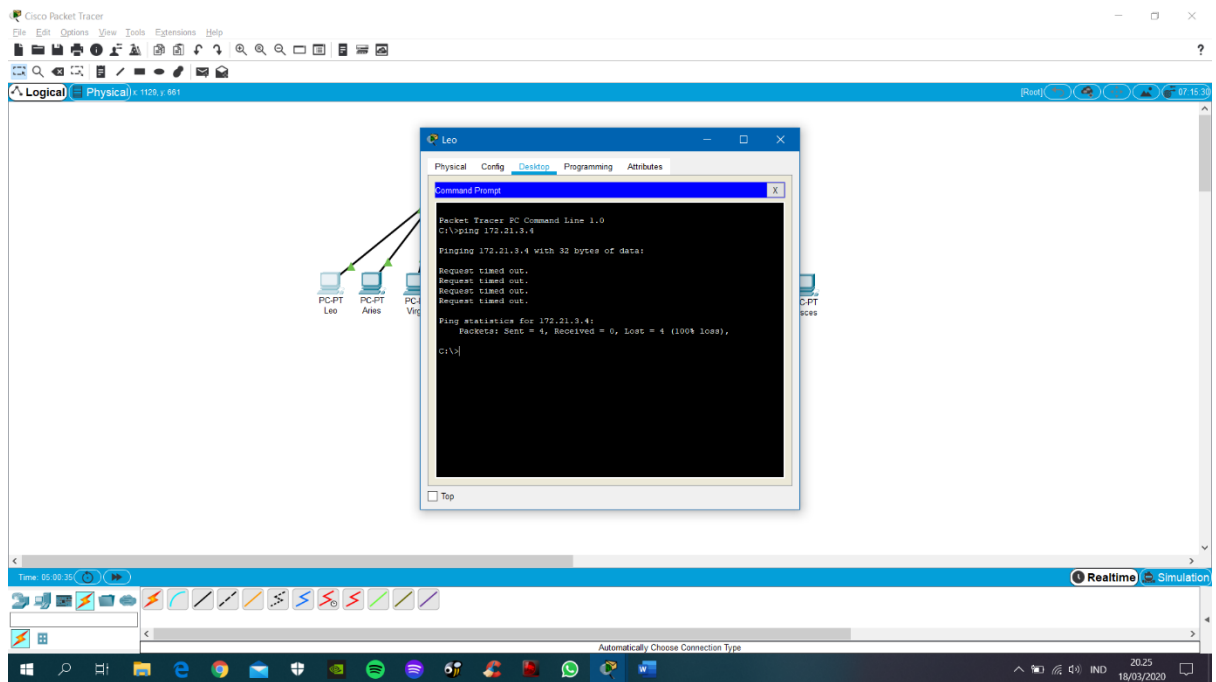 Cisco Packet Tracer
File Edit Options View Tools Extensions Help
?
Logical Physical x: 1129, y: 661
[Root] 07:15:30
Leo
Physical Config Desktop Programming Attributes
Command Prompt X
Packet Tracer PC Command Line 1.0
C:\>ping 172.21.3.4
Pinging 172.21.3.4 with 32 bytes of data:
Request timed out.
Request timed out.
Request timed out.
Request timed out.
Ping statistics for 172.21.3.4:
Packets: Sent = 4, Received = 0, Lost = 4 (100% loss),
C:\>
PC-PT
Leo
PC-PT
Aries
Top
Time: 05:00:35
Realtime Simulation
Automatically Choose Connection Type
IND
20.25
18/03/2020